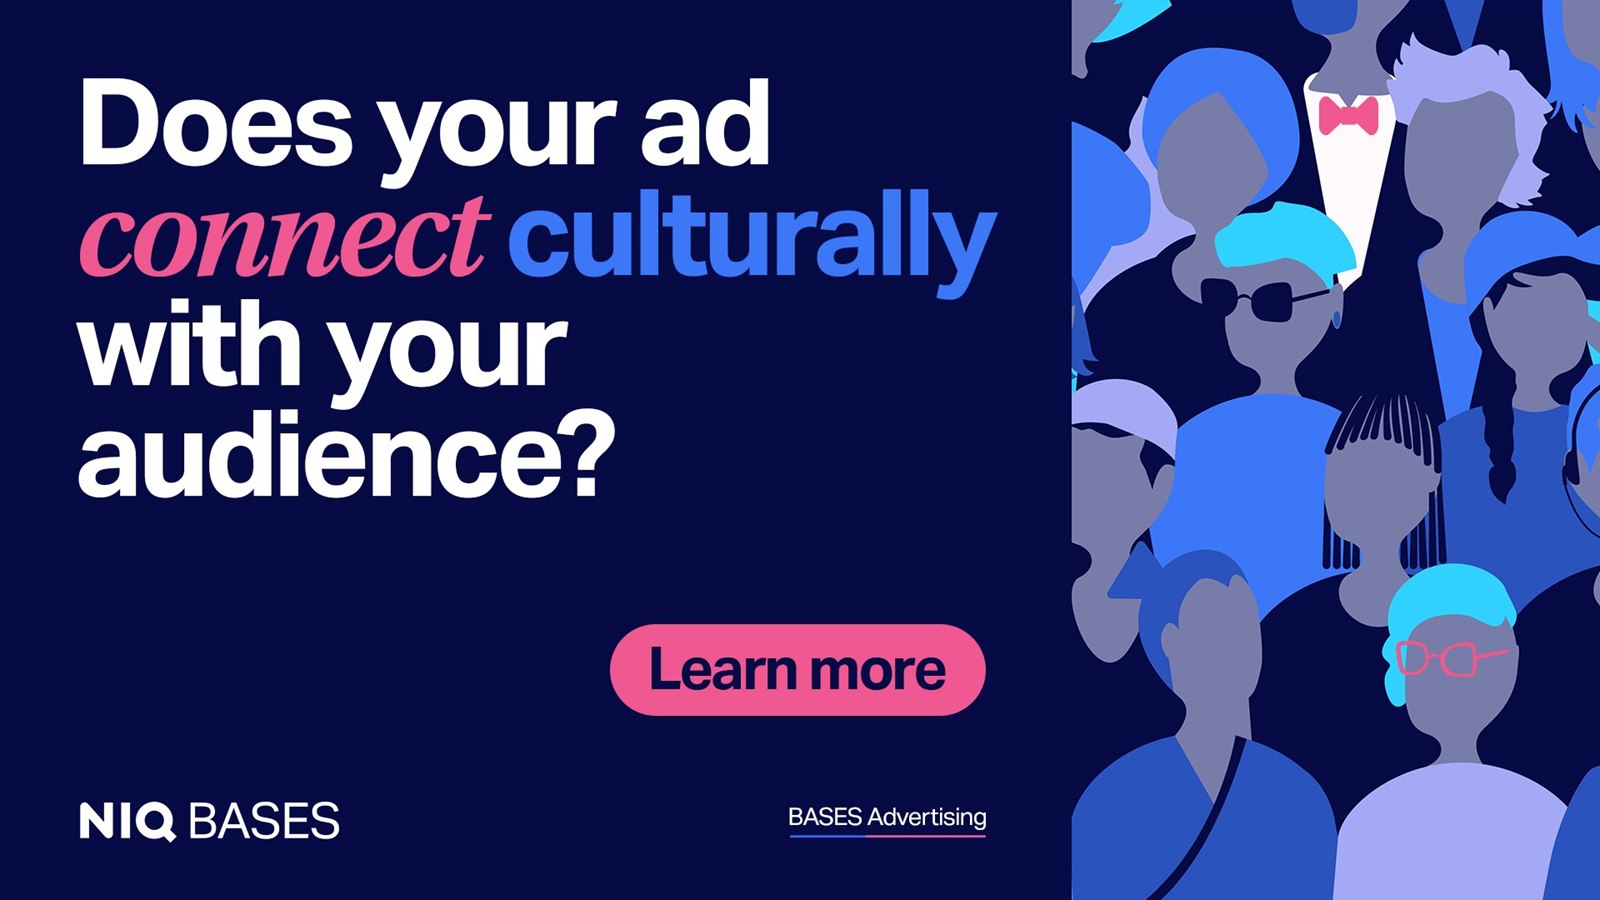 Does your ad
connect culturally
with your
audience?
Learn more
NIQ BASES
BASES Advertising